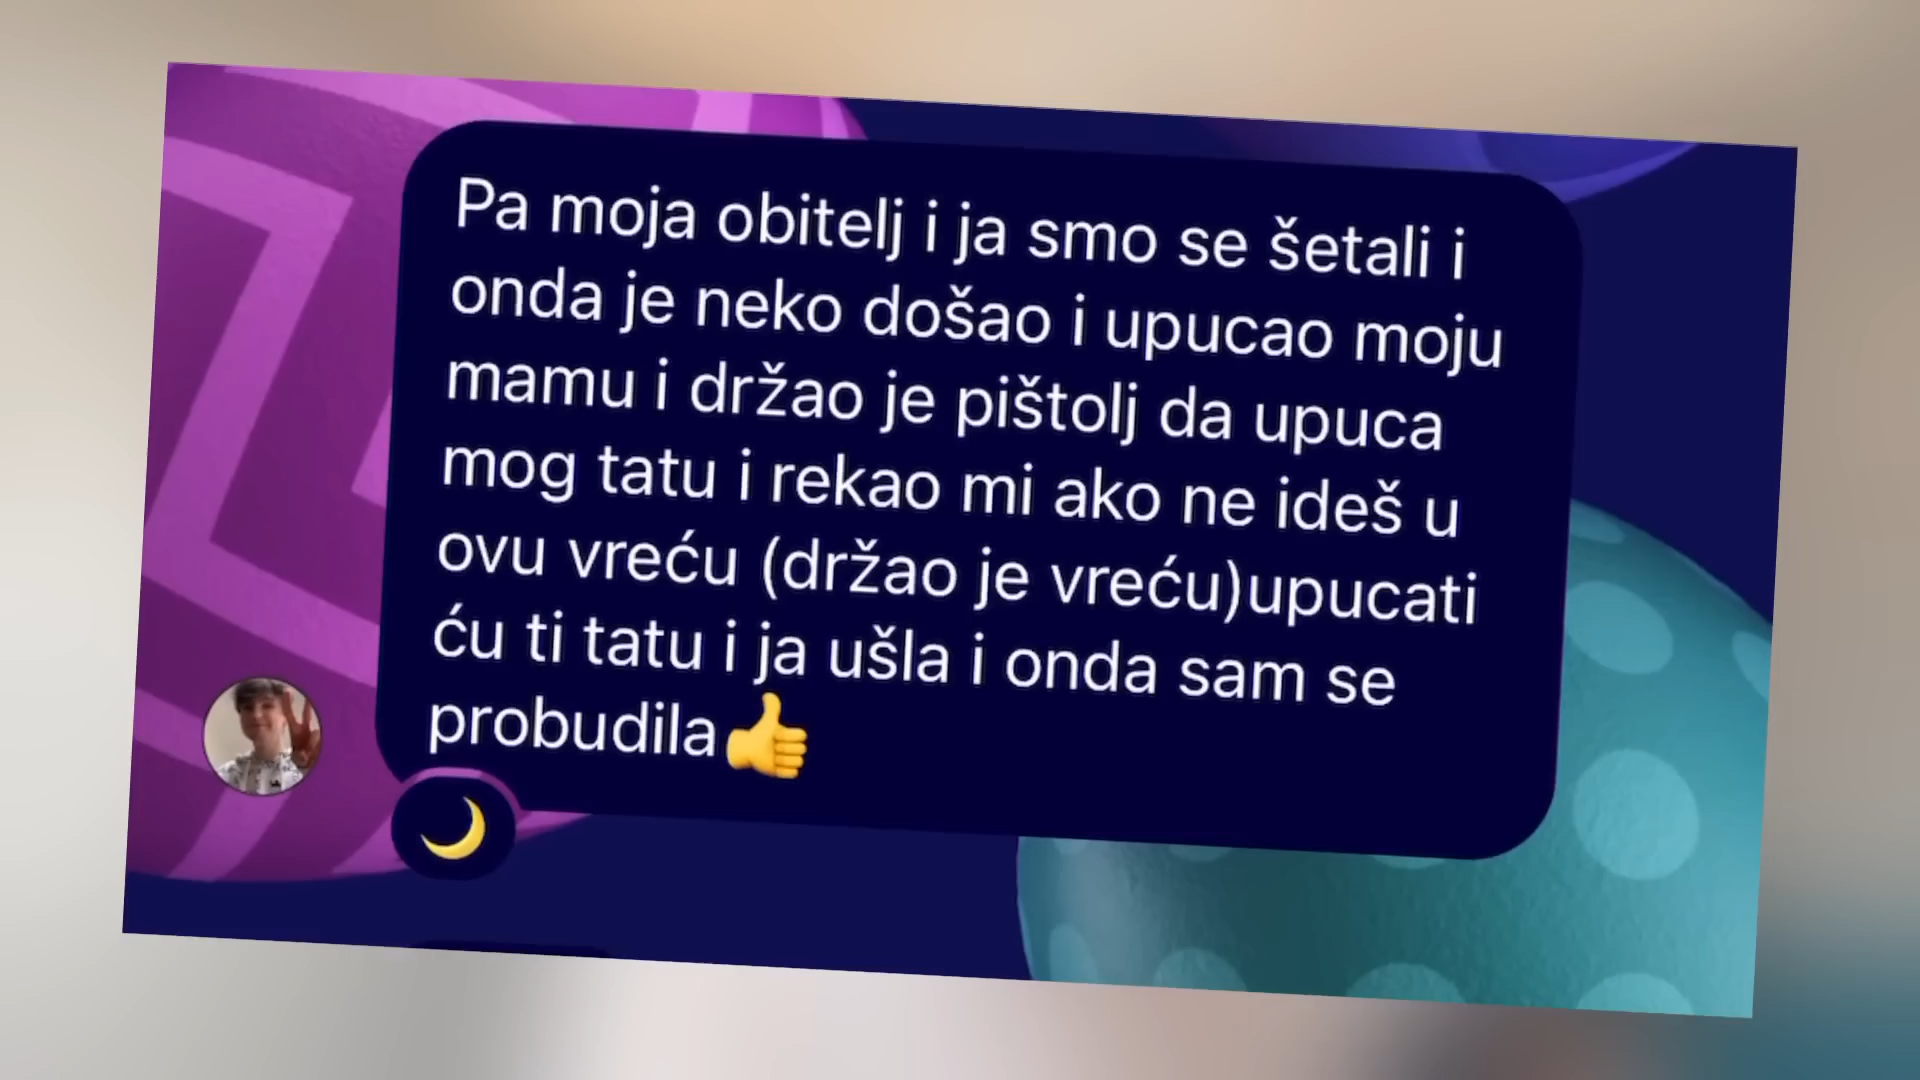 Pa moja obitelj i ja smo se šetali i
onda je neko došao i upucao moju
mamu i držao je pištolj da upuca
mog tatu i rekao mi ako ne ideš u
ovu vreću (držao je vreću)upucati
ću ti tatu i ja ušla i onda sam se
probudila👍